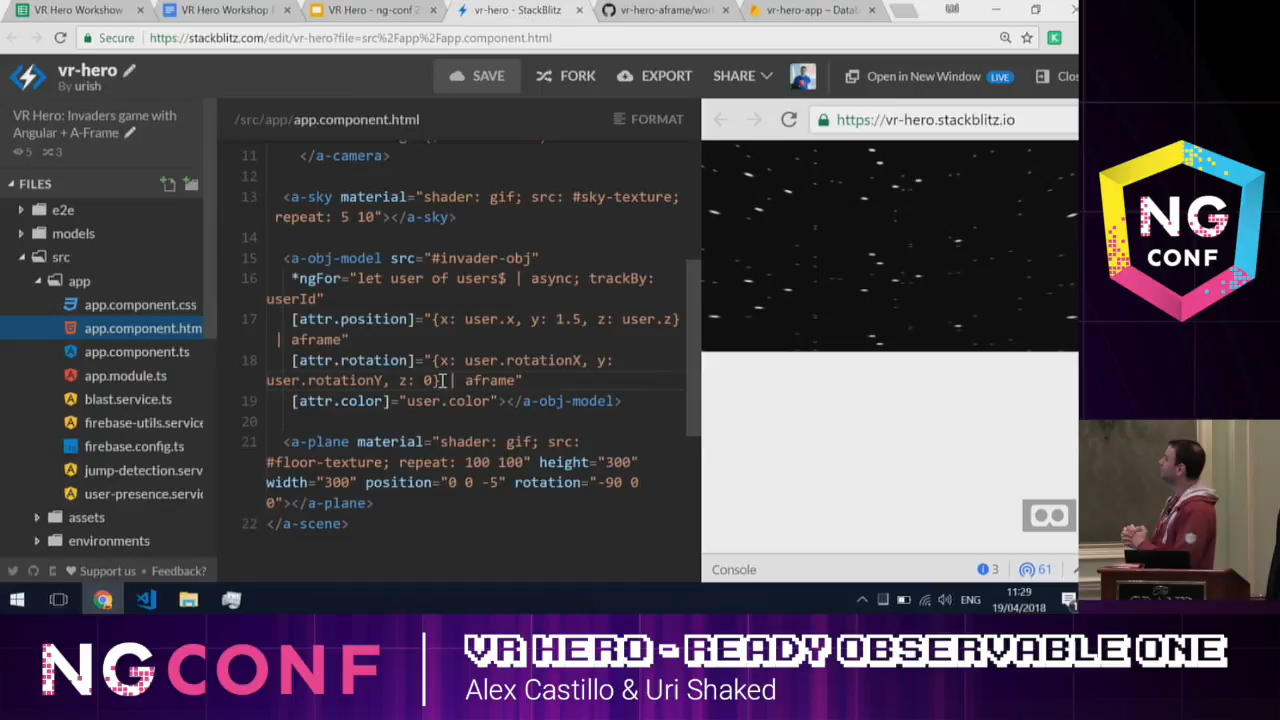 VR Hero Workshow
VR Hero Workshop
VR Hero - ng-conf 2
vr-hero - StackBlitz
vr-hero-aframe/wor
vr-hero-app – Datab
Secure
https://stackblitz.com/edit/vr-hero?file=src%2Fapp%2Fapp.component.html
K
vr-hero
By urish
SAVE
FORK
EXPORT
SHARE
Open in New Window
LIVE
Clos
VR Hero: Invaders game with
Angular + A-Frame
5
3
FILES
e2e
models
src
app
app.component.css
app.component.htm
app.component.ts
app.module.ts
blast.service.ts
firebase-utils.service
firebase.config.ts
jump-detection.serv
user-presence.servic
assets
environments
Support us • Feedback?
/src/app/app.component.html
FORMAT
11 </a-camera>
12
13 <a-sky material="shader: gif; src: #sky-texture;
repeat: 5 10"></a-sky>
14
15 <a-obj-model src="#invader-obj"
16 *ngFor="let user of users$ | async; trackBy:
userId"
17 [attr.position]="{x: user.x, y: 1.5, z: user.z}
| aframe"
18 [attr.rotation]="{x: user.rotationX, y:
user.rotationY, z: 0} | aframe"
19 [attr.color]="user.color"></a-obj-model>
20
21 <a-plane material="shader: gif; src:
#floor-texture; repeat: 100 100" height="300"
width="300" position="0 0 -5" rotation="-90 0
0"></a-plane>
22 </a-scene>
https://vr-hero.stackblitz.io
Console
3
61
ENG
11:29
19/04/2018
NG
CONF
NGCONF
VR HERO - READY OBSERVABLE ONE
Alex Castillo & Uri Shaked